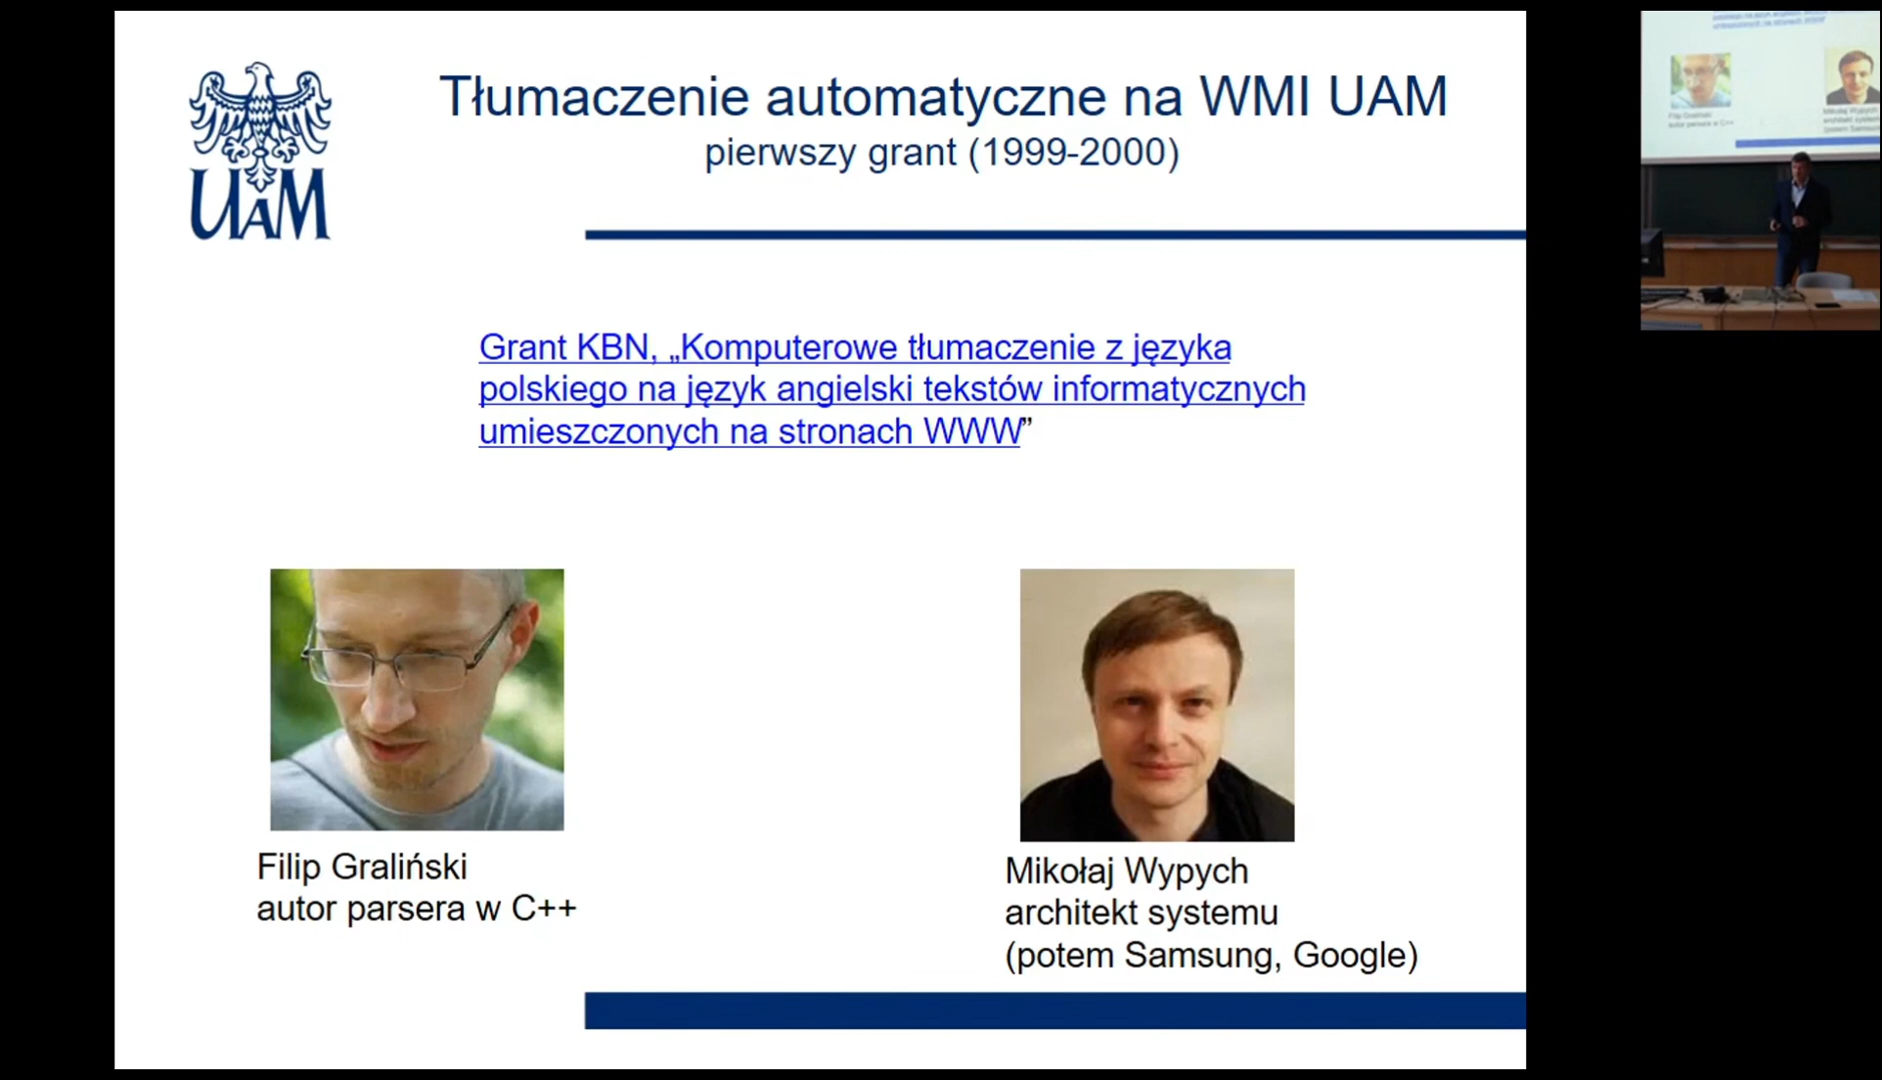 UAM
Tłumaczenie automatyczne na WMI UAM
pierwszy grant (1999-2000)
Grant KBN, „Komputerowe tłumaczenie z języka
polskiego na język angielski tekstów informatycznych
umieszczonych na stronach WWW”
Filip Graliński
autor parsera w C++
Mikołaj Wypych
architekt systemu
(potem Samsung, Google)